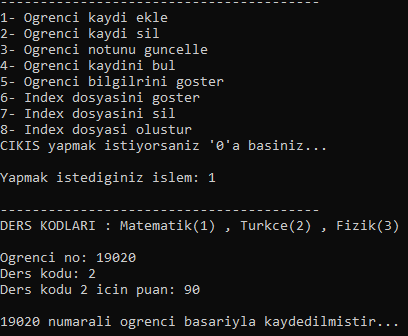 ----------------------------------------
1- Ogrenci kaydi ekle
2- Ogrenci kaydi sil
3- Ogrenci notunu guncelle
4- Ogrenci kaydini bul
5- Ogrenci bilgilrini goster
6- Index dosyasini goster
7- Index dosyasini sil
8- Index dosyasi olustur
CIKIS yapmak istiyorsaniz '0'a basiniz...
Yapmak istediginiz islem: 1
----------------------------------------
DERS KODLARI : Matematik(1) , Turkce(2) , Fizik(3)
Ogrenci no: 19020
Ders kodu: 2
Ders kodu 2 icin puan: 90
19020 numarali ogrenci basariyla kaydedilmistir...